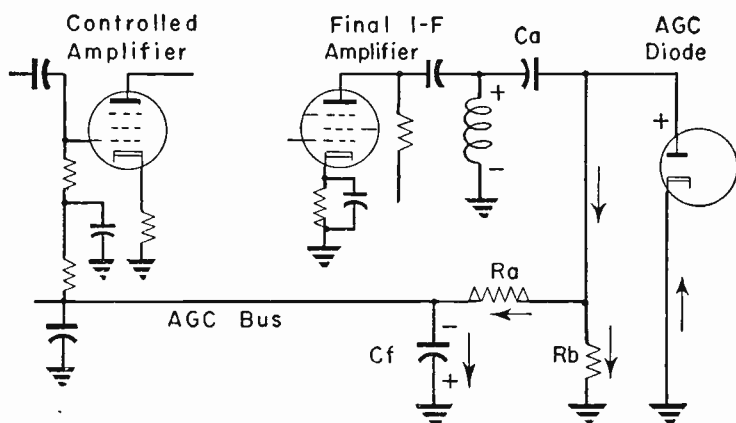 Controlled
Amplifier
Final I-F
Amplifier
Ca
AGC
Diode
+
-
+
Ra
AGC Bus
-
Cf
+
Rb